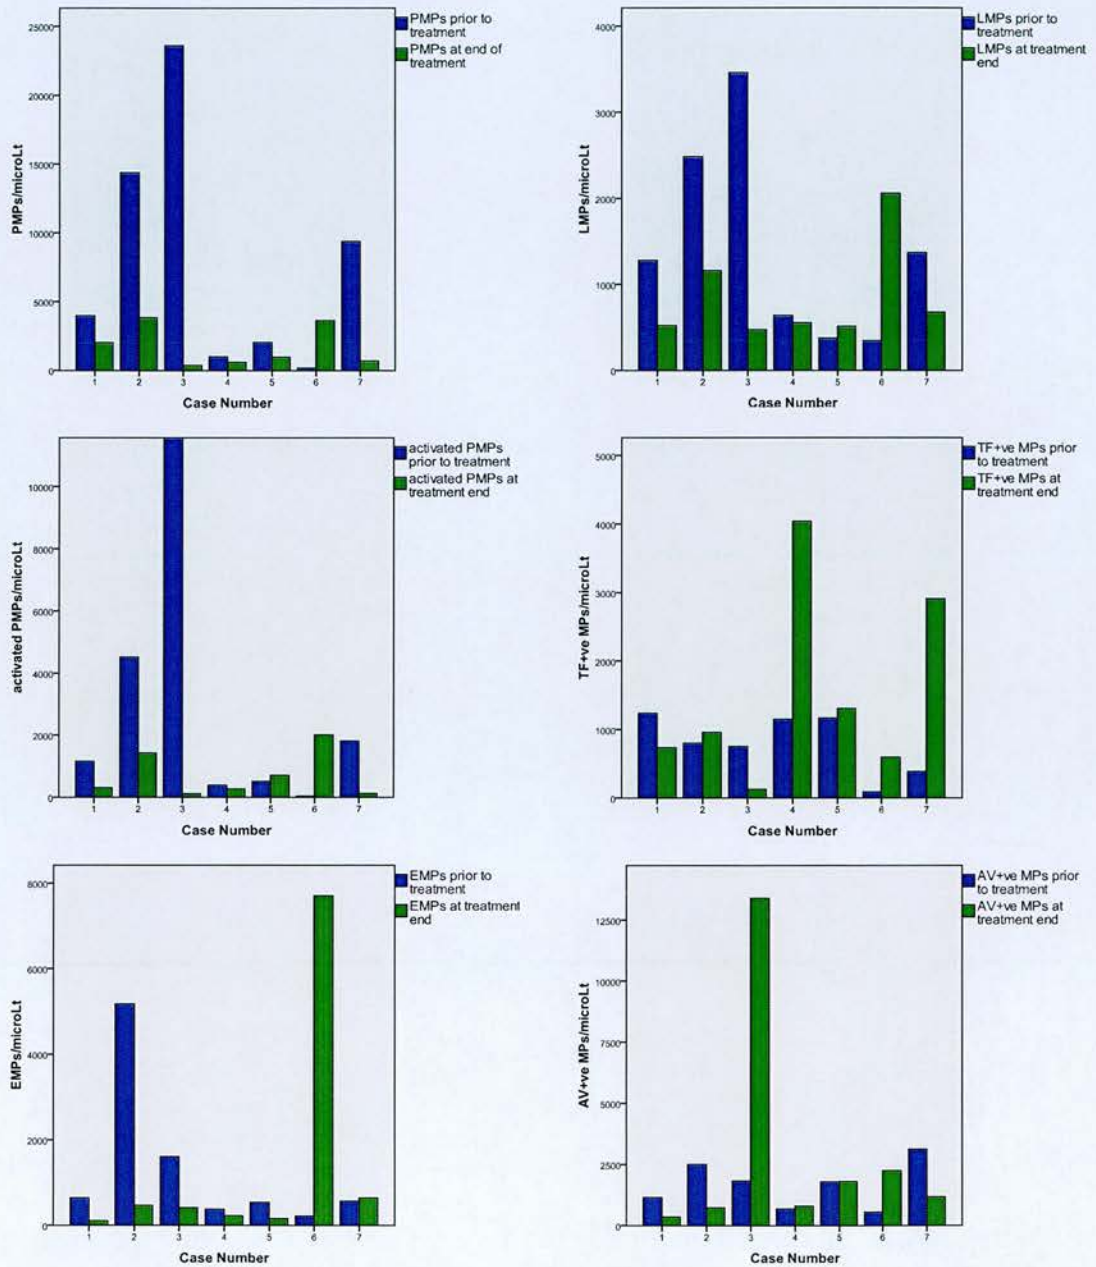 PMPs prior to
treatment
PMPs at end of
treatment
25000
20000
15000
10000
5000
0
PMPs/microLt
1 2 3 4 5 6 7
Case Number
LMPs prior to
treatment
LMPs at treatment
end
4000
3000
2000
1000
0
LMPs/microLt
1 2 3 4 5 6 7
Case Number
activated PMPs
prior to treatment
activated PMPs at
treatment end
10000
8000
6000
4000
2000
0
activated PMPs/microLt
1 2 3 4 5 6 7
Case Number
TF+ve MPs prior
to treatment
TF+ve MPs at
treatment end
5000
4000
3000
2000
1000
0
TF+ve MPs/microLt
1 2 3 4 5 6 7
Case Number
EMPs prior to
treatment
EMPs at treatment
end
8000
6000
4000
2000
0
EMPs/microLt
1 2 3 4 5 6 7
Case Number
AV+ve MPs prior
to treatment
AV+ve MPs at
treatment end
12500
10000
7500
5000
2500
0
AV+ve MPs/microLt
1 2 3 4 5 6 7
Case Number